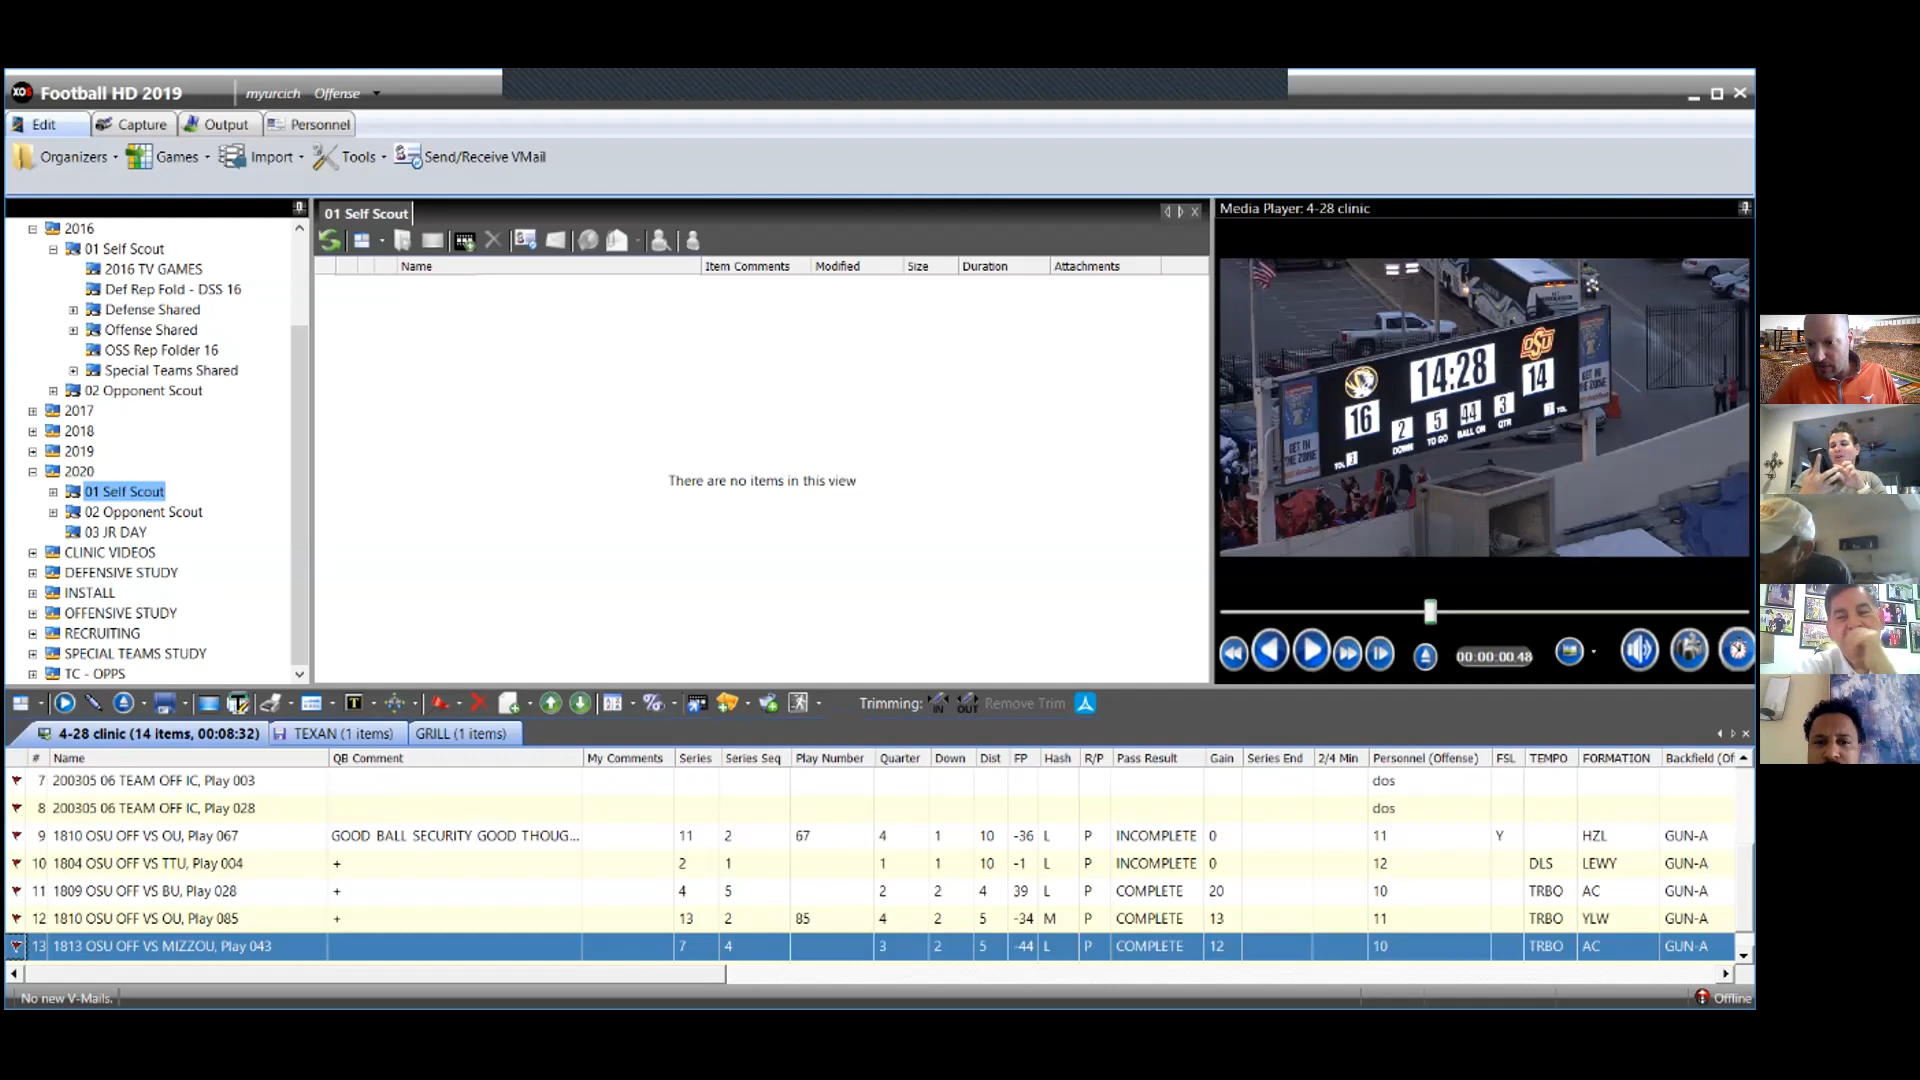 XOS Football HD 2019 myurcich Offense
Edit Capture Output Personnel
Organizers Games Import Tools Send/Receive VMail
2016
01 Self Scout
2016 TV GAMES
Def Rep Fold - DSS 16
Defense Shared
Offense Shared
OSS Rep Folder 16
Special Teams Shared
02 Opponent Scout
2017
2018
2019
2020
01 Self Scout
02 Opponent Scout
03 JR DAY
CLINIC VIDEOS
DEFENSIVE STUDY
INSTALL
OFFENSIVE STUDY
RECRUITING
SPECIAL TEAMS STUDY
TC - OPPS
01 Self Scout
Name Item Comments Modified Size Duration Attachments
There are no items in this view
Media Player: 4-28 clinic
OSU
14:28
16 14
2 5 44 3
DOWN TO GO BALL ON QTR
TOL TOL
GET IN THE ZONE
GET IN THE ZONE
00:00:00.48
Trimming: IN OUT Remove Trim
4-28 clinic (14 items, 00:08:32) TEXAN (1 items) GRILL (1 items)
# Name QB Comment My Comments Series Series Seq Play Number Quarter Down Dist FP Hash R/P Pass Result Gain Series End 2/4 Min Personnel (Offense) FSL TEMPO FORMATION Backfield (Of
7 200305 06 TEAM OFF IC, Play 003 dos
8 200305 06 TEAM OFF IC, Play 028 dos
9 1810 OSU OFF VS OU, Play 067 GOOD BALL SECURITY GOOD THOUG... 11 2 67 4 1 10 -36 L P INCOMPLETE 0 11 Y HZL GUN-A
10 1804 OSU OFF VS TTU, Play 004 + 2 1 1 1 10 -1 L P INCOMPLETE 0 12 DLS LEWY GUN-A
11 1809 OSU OFF VS BU, Play 028 + 4 5 2 2 4 39 L P COMPLETE 20 10 TRBO AC GUN-A
12 1810 OSU OFF VS OU, Play 085 + 13 2 85 4 2 5 -34 M P COMPLETE 13 11 TRBO YLW GUN-A
13 1813 OSU OFF VS MIZZOU, Play 043 7 4 3 2 5 -44 L P COMPLETE 12 10 TRBO AC GUN-A
No new V-Mails. Offline